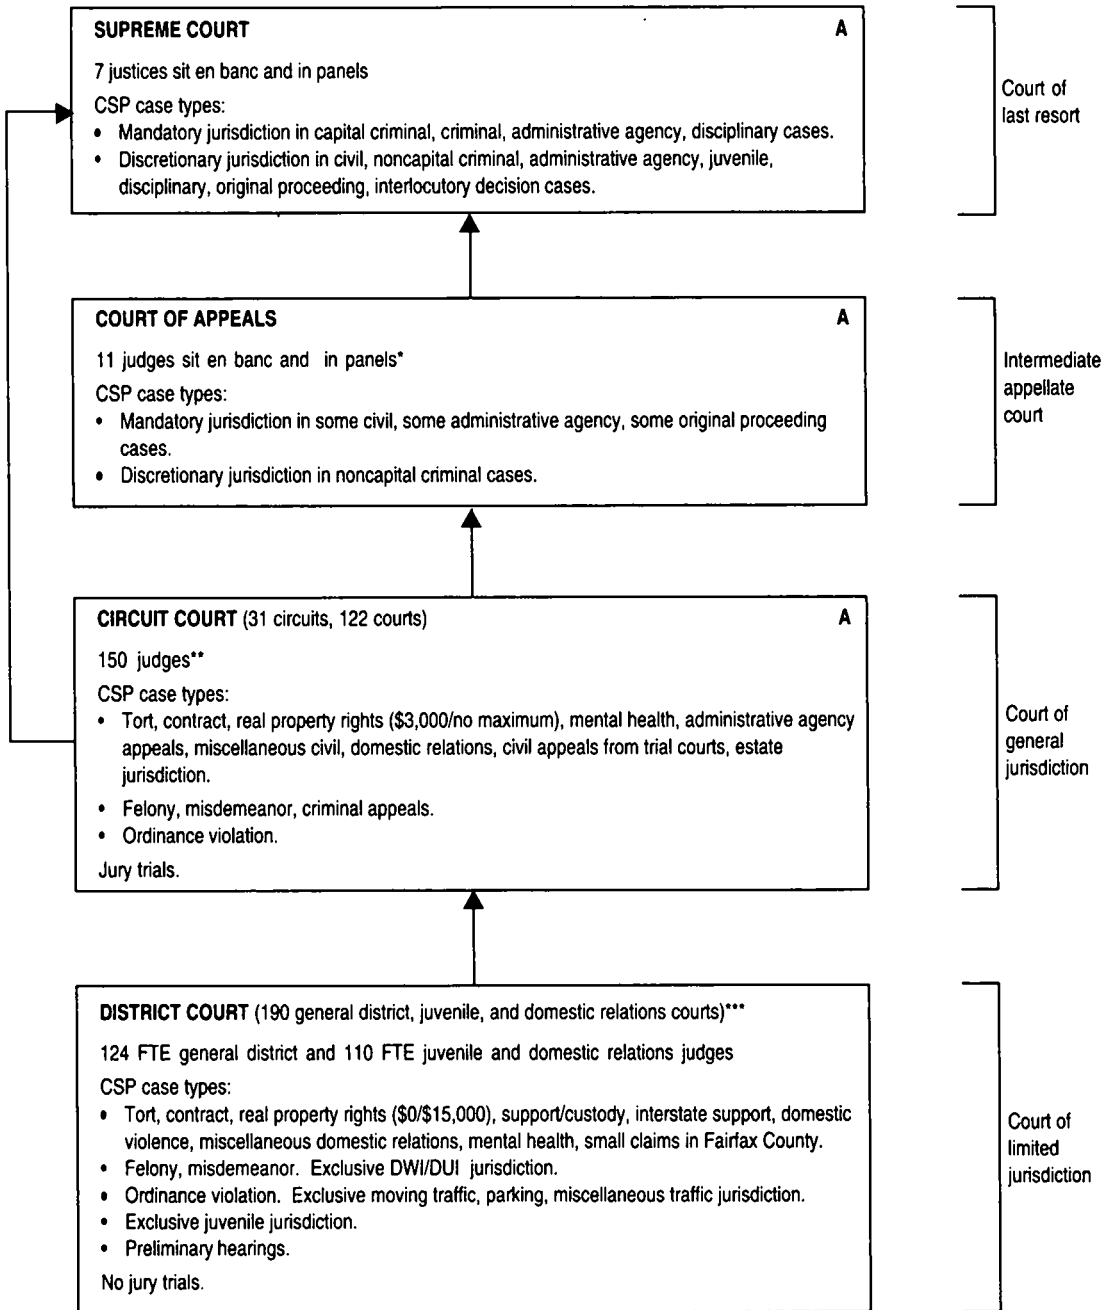 SUPREME COURT A
7 justices sit en banc and in panels
CSP case types:
• Mandatory jurisdiction in capital criminal, criminal, administrative agency, disciplinary cases.
• Discretionary jurisdiction in civil, noncapital criminal, administrative agency, juvenile,
disciplinary, original proceeding, interlocutory decision cases.
Court of
last resort
COURT OF APPEALS A
11 judges sit en banc and in panels*
CSP case types:
• Mandatory jurisdiction in some civil, some administrative agency, some original proceeding
cases.
• Discretionary jurisdiction in noncapital criminal cases.
Intermediate
appellate
court
CIRCUIT COURT (31 circuits, 122 courts) A
150 judges**
CSP case types:
• Tort, contract, real property rights ($3,000/no maximum), mental health, administrative agency
appeals, miscellaneous civil, domestic relations, civil appeals from trial courts, estate
jurisdiction.
• Felony, misdemeanor, criminal appeals.
• Ordinance violation.
Jury trials.
Court of
general
jurisdiction
DISTRICT COURT (190 general district, juvenile, and domestic relations courts)***
124 FTE general district and 110 FTE juvenile and domestic relations judges
CSP case types:
• Tort, contract, real property rights ($0/$15,000), support/custody, interstate support, domestic
violence, miscellaneous domestic relations, mental health, small claims in Fairfax County.
• Felony, misdemeanor. Exclusive DWI/DUI jurisdiction.
• Ordinance violation. Exclusive moving traffic, parking, miscellaneous traffic jurisdiction.
• Exclusive juvenile jurisdiction.
• Preliminary hearings.
No jury trials.
Court of
limited
jurisdiction